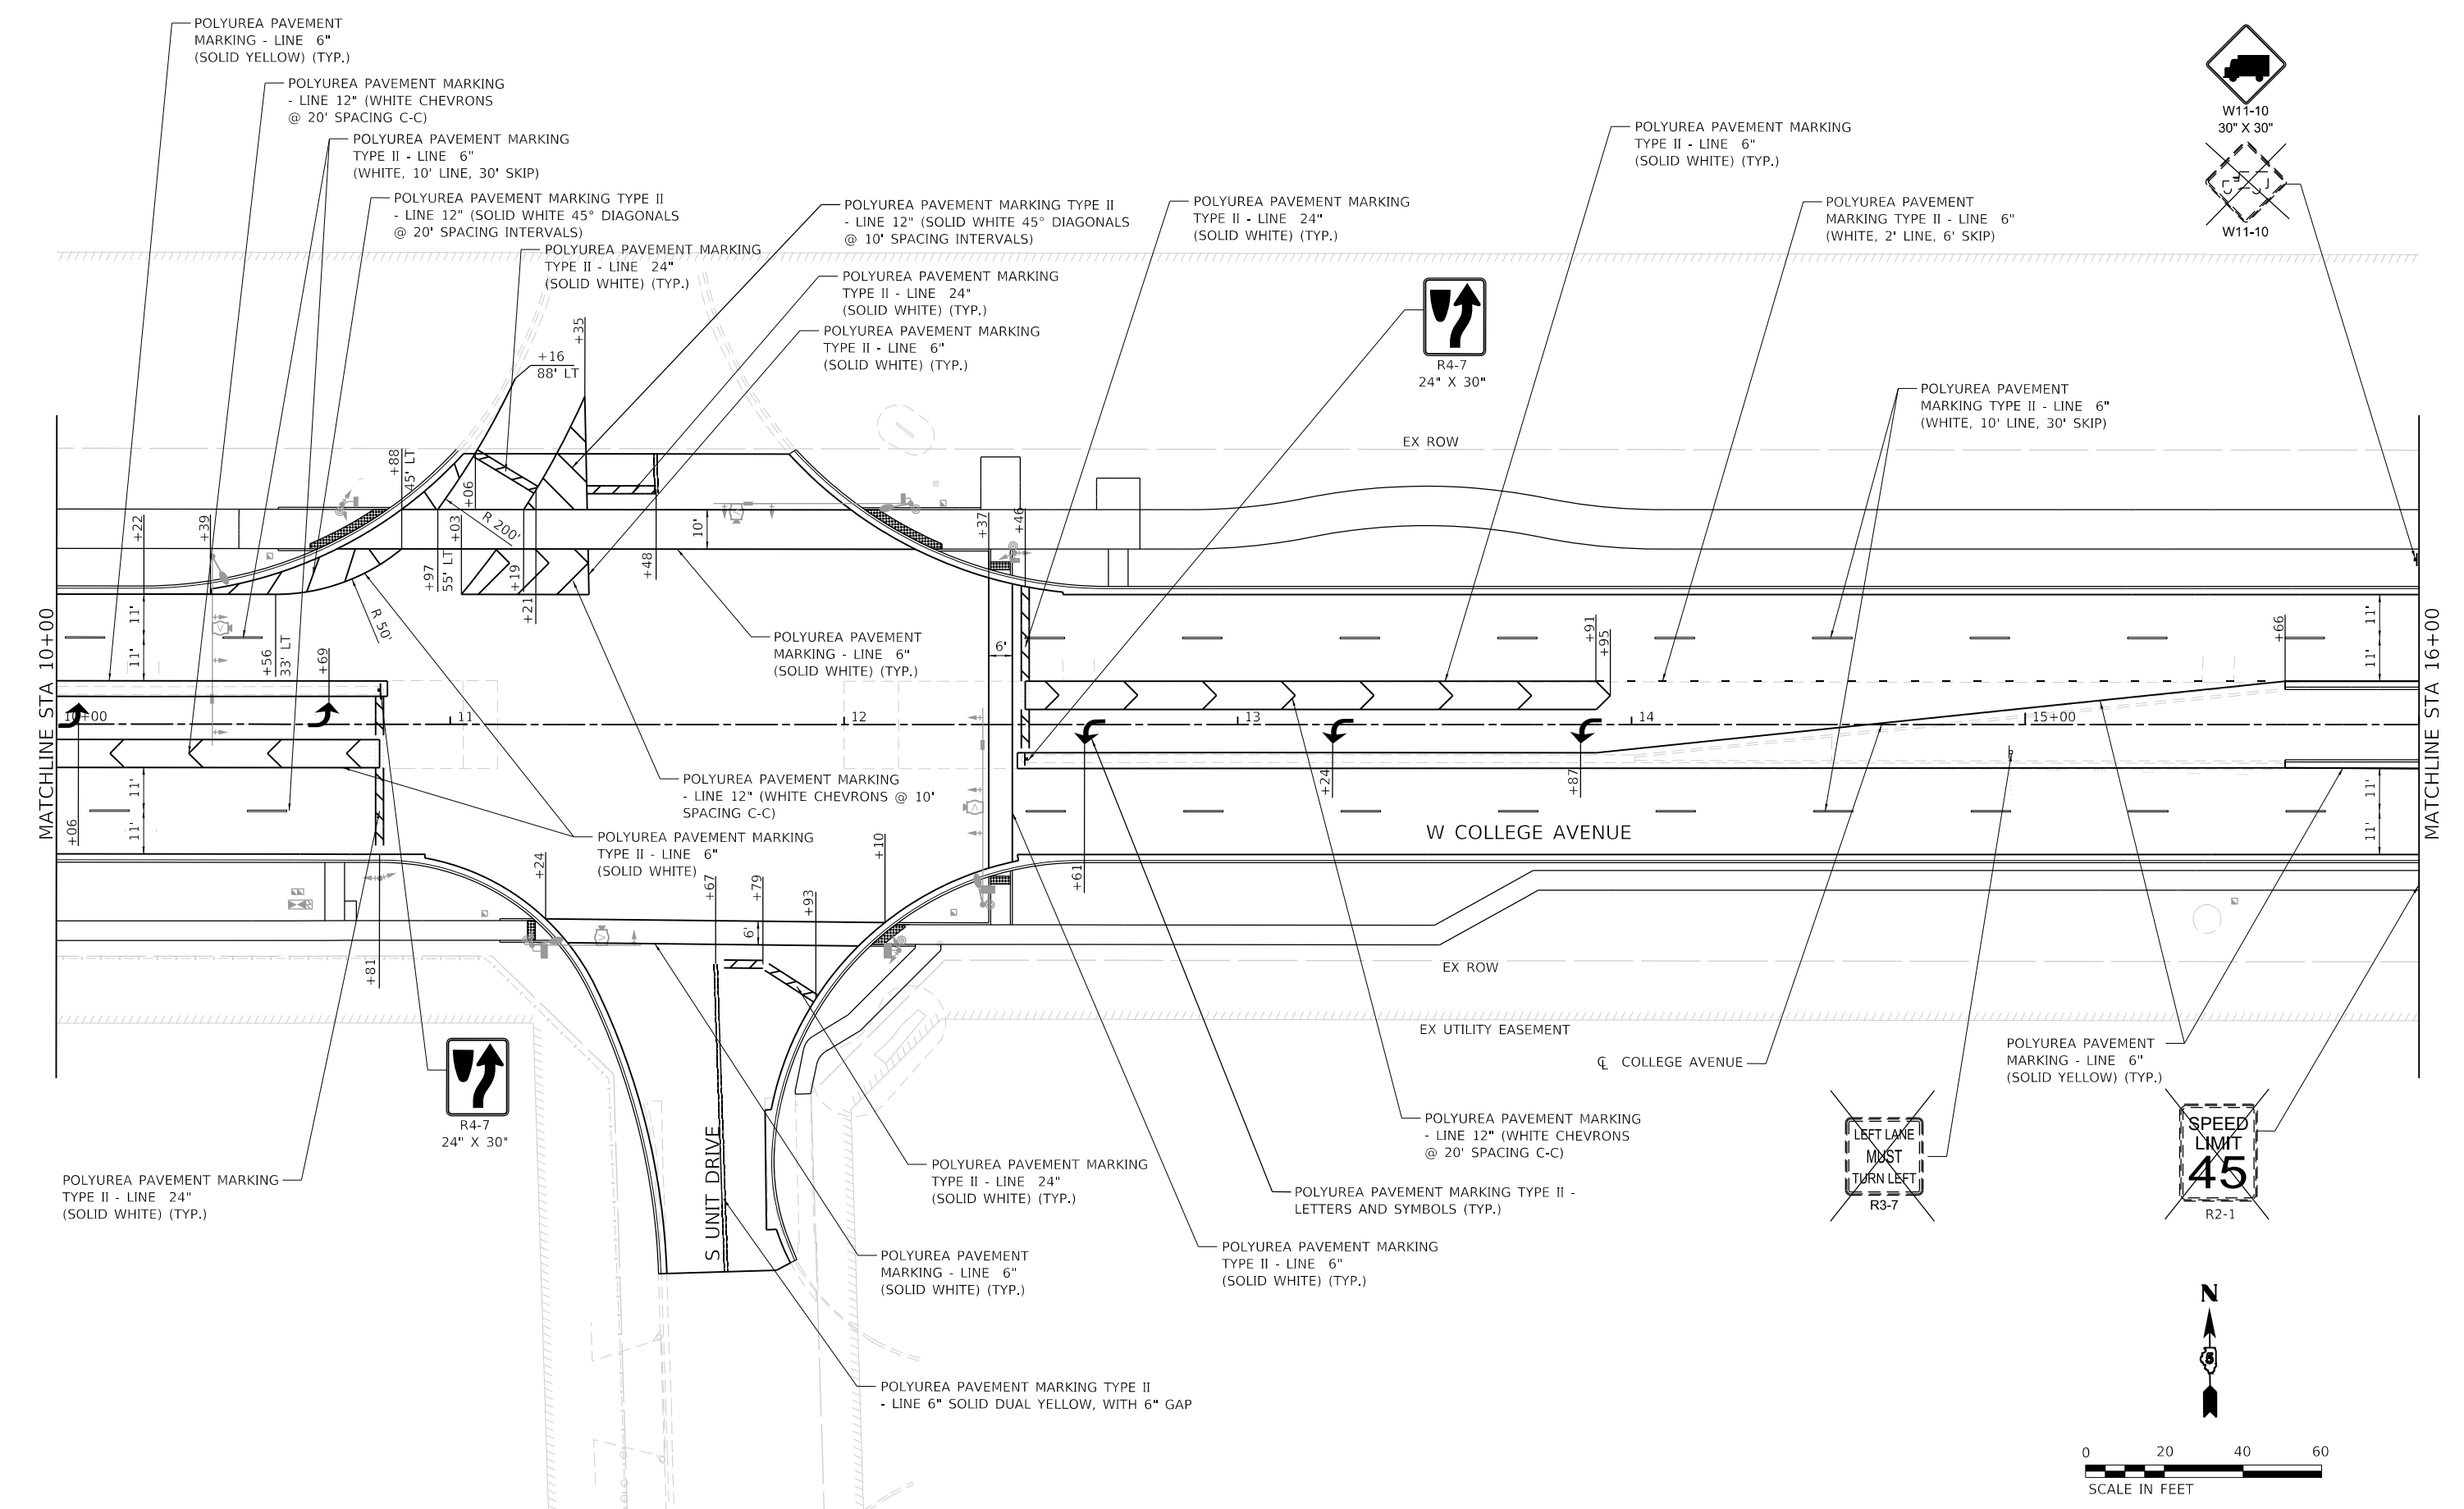 POLYUREA PAVEMENT
MARKING - LINE 6"
(SOLID YELLOW) (TYP.)
POLYUREA PAVEMENT MARKING
- LINE 12" (WHITE CHEVRONS
@ 20' SPACING C-C)
POLYUREA PAVEMENT MARKING
TYPE II - LINE 6"
(WHITE, 10' LINE, 30' SKIP)
POLYUREA PAVEMENT MARKING TYPE II
- LINE 12" (SOLID WHITE 45° DIAGONALS
@ 20' SPACING INTERVALS)
POLYUREA PAVEMENT MARKING
TYPE II - LINE 24"
(SOLID WHITE) (TYP.)
POLYUREA PAVEMENT MARKING TYPE II
- LINE 12" (SOLID WHITE 45° DIAGONALS
@ 10' SPACING INTERVALS)
POLYUREA PAVEMENT MARKING
TYPE II - LINE 24"
(SOLID WHITE) (TYP.)
POLYUREA PAVEMENT MARKING
TYPE II - LINE 6"
(SOLID WHITE) (TYP.)
POLYUREA PAVEMENT MARKING
TYPE II - LINE 24"
(SOLID WHITE) (TYP.)
POLYUREA PAVEMENT MARKING
TYPE II - LINE 6"
(SOLID WHITE) (TYP.)
POLYUREA PAVEMENT
MARKING TYPE II - LINE 6"
(WHITE, 2' LINE, 6' SKIP)
W11-10
30" X 30"
W11-10
R4-7
24" X 30"
POLYUREA PAVEMENT
MARKING TYPE II - LINE 6"
(WHITE, 10' LINE, 30' SKIP)
EX ROW
+16
88' LT
+35
+88
45' LT
+06
+03
R 200'
+97
55' LT
+19
+21
+48
10'
+22
+39
11'
11'
+56
33' LT
+69
R 50'
+37
+46
6'
+91
+95
+66
11'
11'
MATCHLINE STA 10+00
MATCHLINE STA 16+00
POLYUREA PAVEMENT
MARKING - LINE 6"
(SOLID WHITE) (TYP.)
10+00
11
12
13
14
15+00
POLYUREA PAVEMENT MARKING
- LINE 12" (WHITE CHEVRONS @ 10'
SPACING C-C)
POLYUREA PAVEMENT MARKING
TYPE II - LINE 6"
(SOLID WHITE)
11'
11'
+06
+81
+24
+67
+79
+93
+10
6'
+61
+24
+87
11'
11'
W COLLEGE AVENUE
EX ROW
EX UTILITY EASEMENT
℄ COLLEGE AVENUE
POLYUREA PAVEMENT
MARKING - LINE 6"
(SOLID YELLOW) (TYP.)
R4-7
24" X 30"
POLYUREA PAVEMENT MARKING
TYPE II - LINE 24"
(SOLID WHITE) (TYP.)
S UNIT DRIVE
POLYUREA PAVEMENT MARKING
TYPE II - LINE 24"
(SOLID WHITE) (TYP.)
POLYUREA PAVEMENT
MARKING - LINE 6"
(SOLID WHITE) (TYP.)
POLYUREA PAVEMENT MARKING TYPE II
- LINE 6" SOLID DUAL YELLOW, WITH 6" GAP
POLYUREA PAVEMENT MARKING
- LINE 12" (WHITE CHEVRONS
@ 20' SPACING C-C)
POLYUREA PAVEMENT MARKING TYPE II -
LETTERS AND SYMBOLS (TYP.)
POLYUREA PAVEMENT MARKING
TYPE II - LINE 6"
(SOLID WHITE) (TYP.)
LEFT LANE
MUST
TURN LEFT
R3-7
SPEED
LIMIT
45
R2-1
N
0 20 40 60
SCALE IN FEET